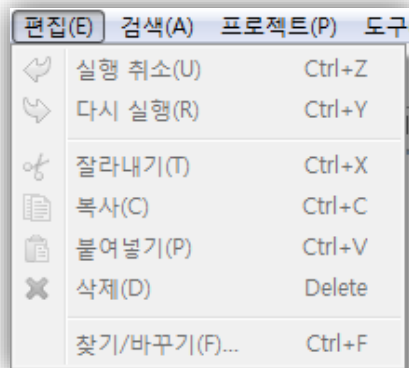 편집(E) 검색(A) 프로젝트(P) 도구
실행 취소(U) Ctrl+Z
다시 실행(R) Ctrl+Y
잘라내기(T) Ctrl+X
복사(C) Ctrl+C
붙여넣기(P) Ctrl+V
삭제(D) Delete
찾기/바꾸기(F)... Ctrl+F